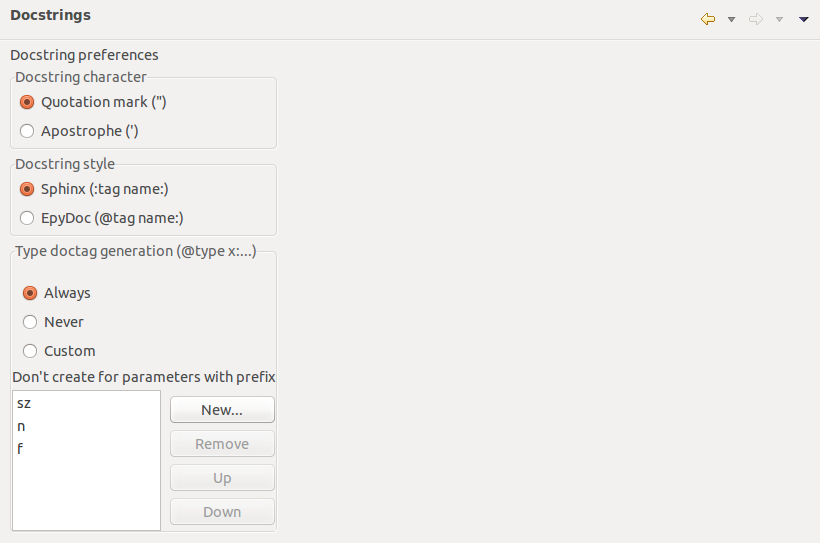 Docstrings
Docstring preferences
Docstring character
Quotation mark (")
Apostrophe (')
Docstring style
Sphinx (:tag name:)
EpyDoc (@tag name:)
Type doctag generation (@type x:...)
Always
Never
Custom
Don't create for parameters with prefix
sz
n
f
New...
Remove
Up
Down